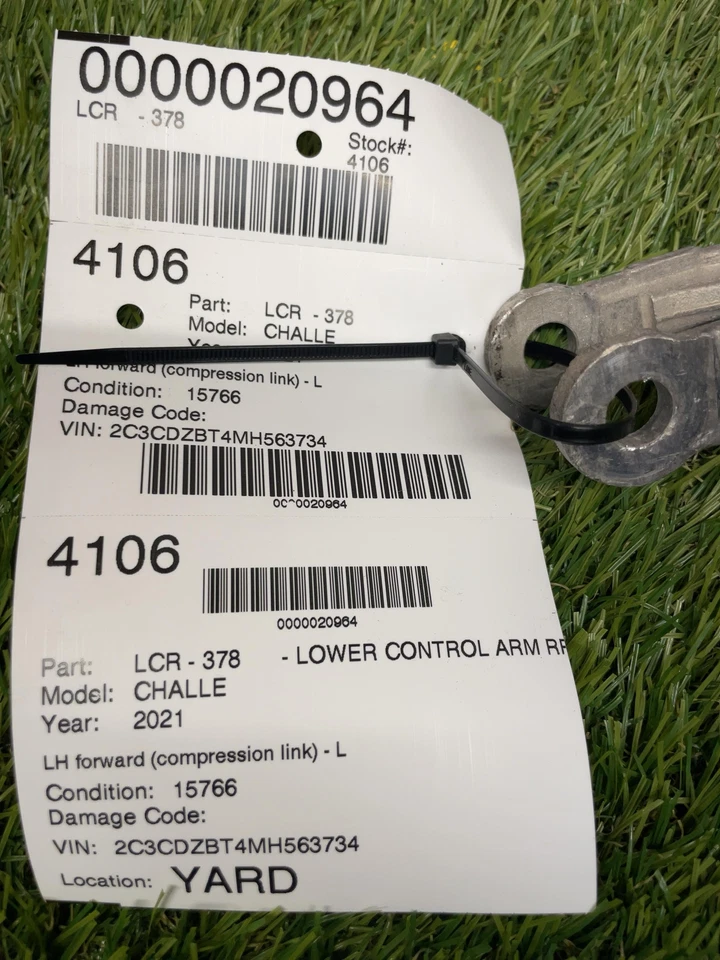 0000020964
LCR - 378
Stock#:
4106
4106
Part: LCR - 378
Model: CHALLE
LH forward (compression link) - L
Condition: 15766
Damage Code:
VIN: 2C3CDZBT4MH563734
0000020964
4106
0000020964
Part: LCR - 378 - LOWER CONTROL ARM
Model: CHALLE
Year: 2021
LH forward (compression link) - L
Condition: 15766
Damage Code:
VIN: 2C3CDZBT4MH563734
Location: YARD